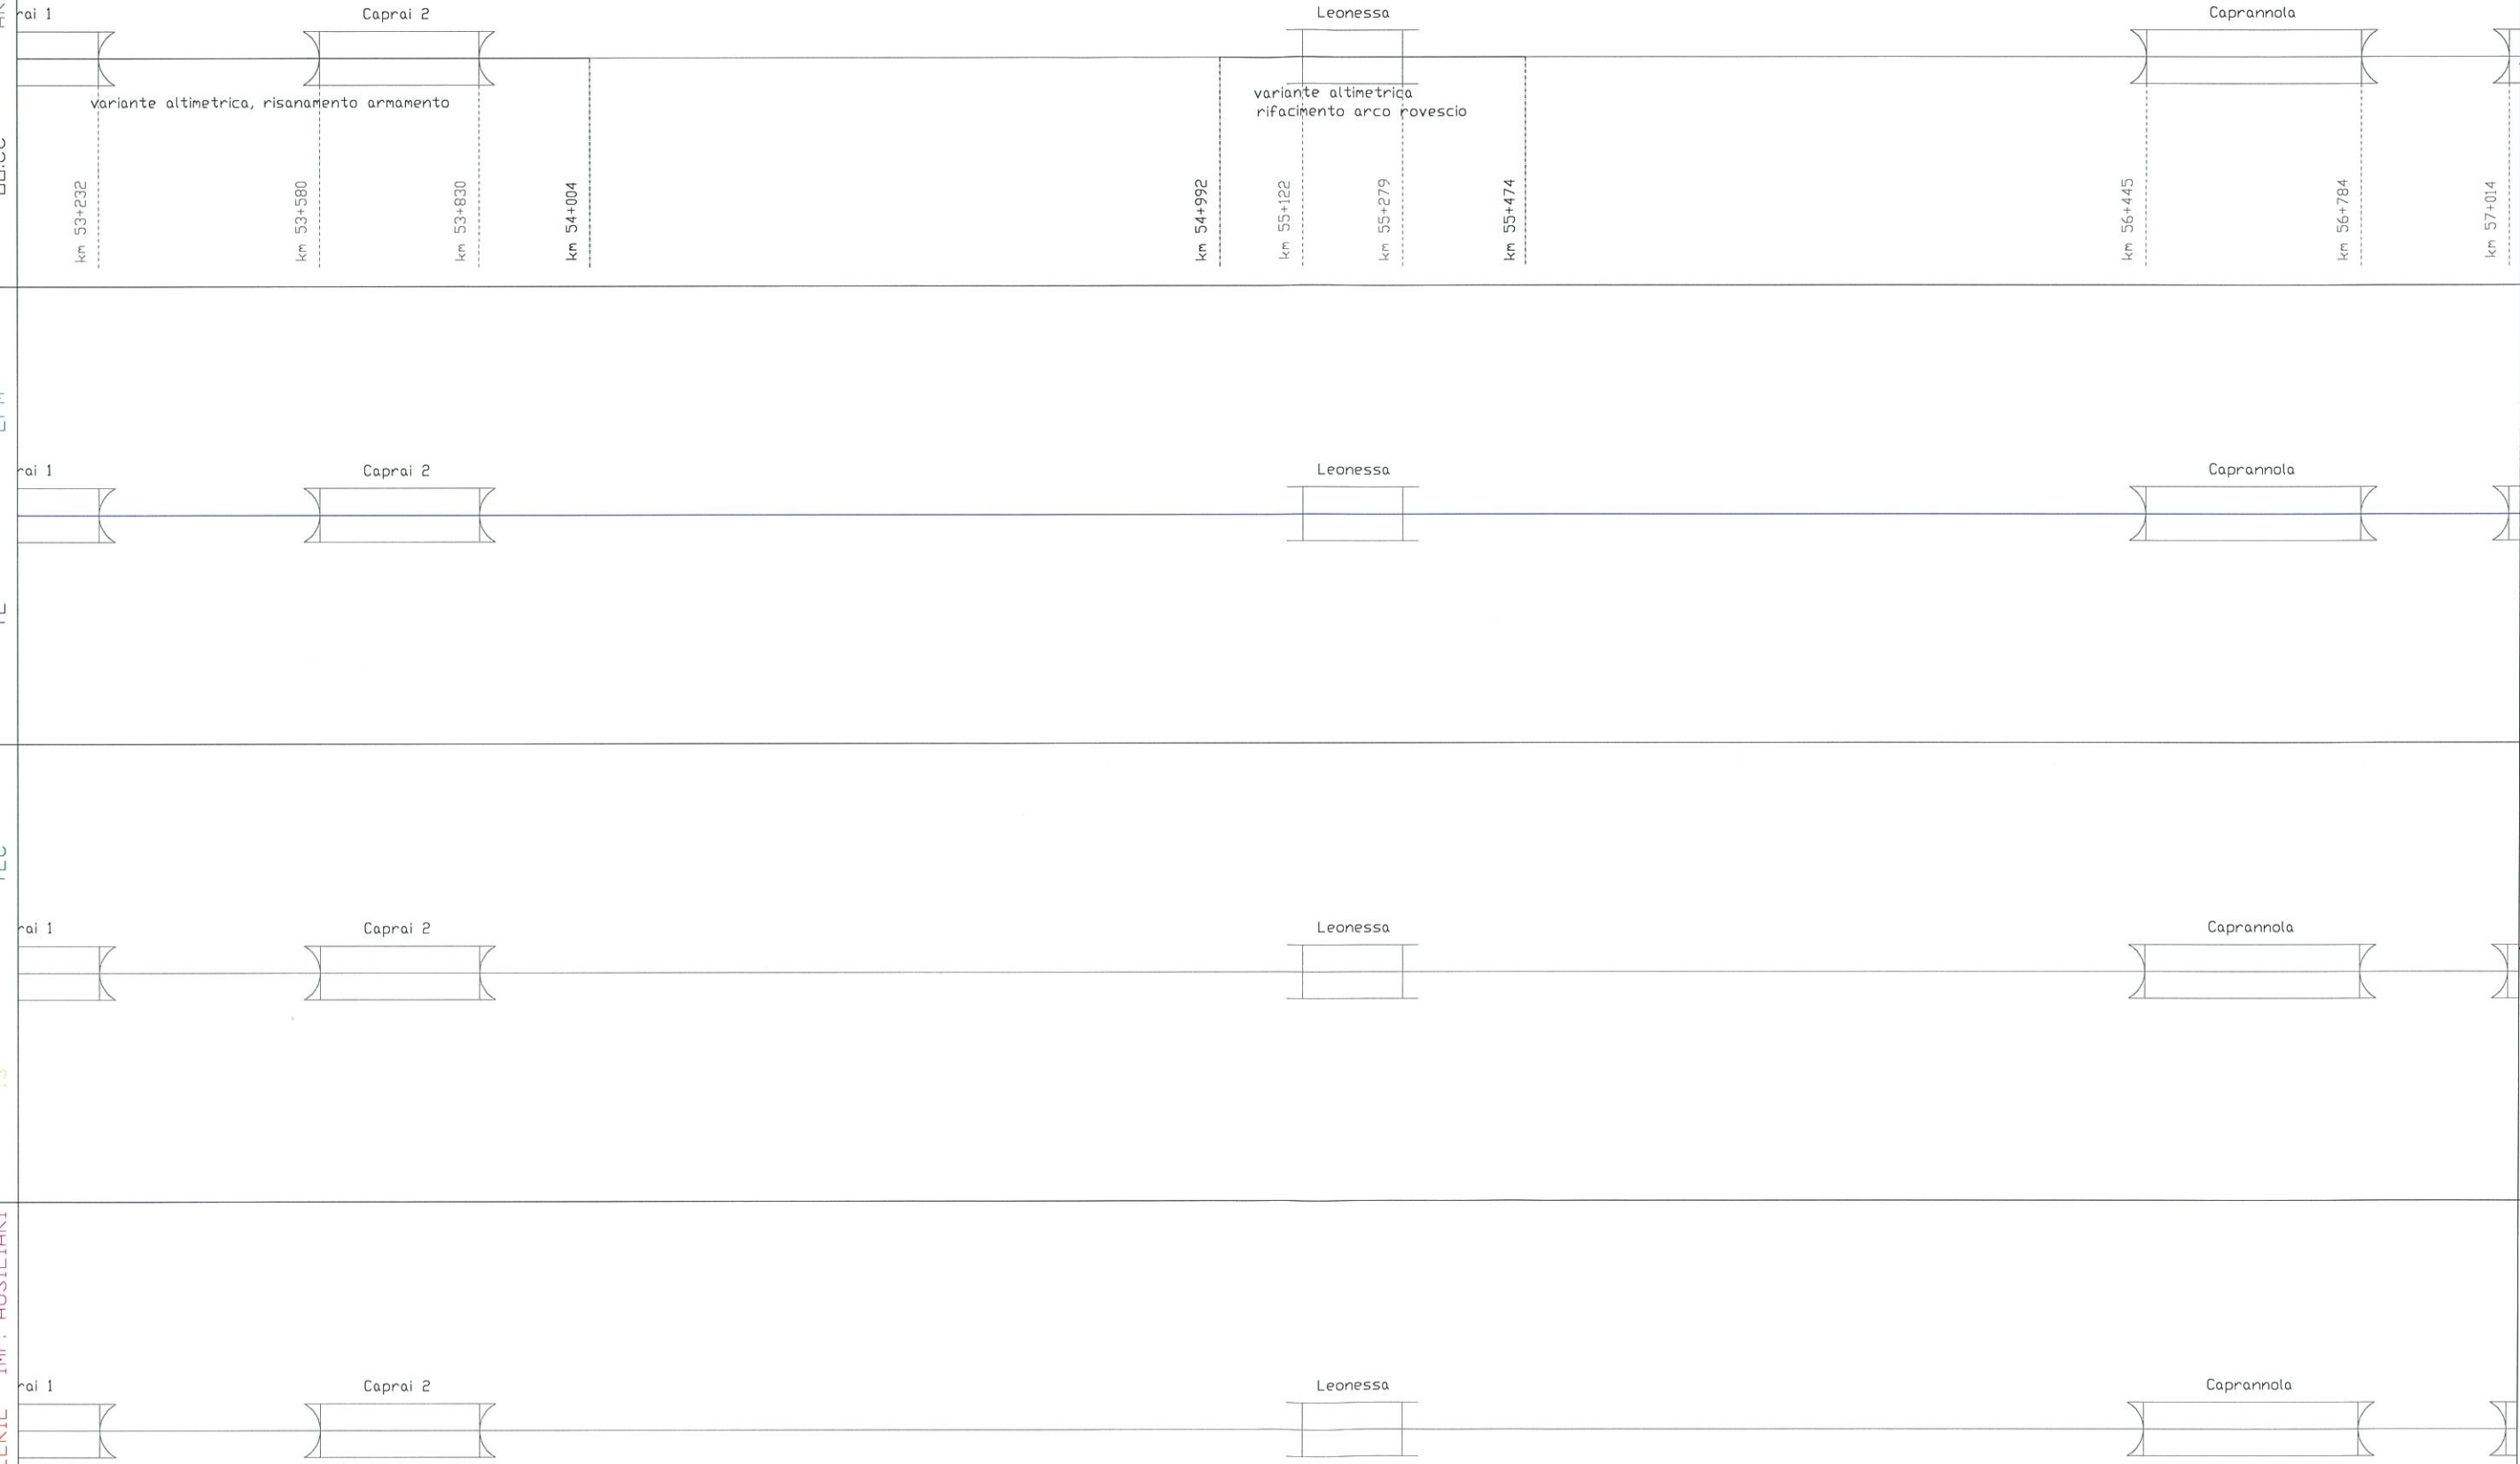 rai 1
Caprai 2
Leonessa
Caprannola
variante altimetrica, risanamento armamento
variante altimetrica
rifacimento arco rovescio
km 53+232
km 53+580
km 53+830
km 54+004
km 54+992
km 55+122
km 55+279
km 55+474
km 56+445
km 56+784
km 57+014
rai 1
Caprai 2
Leonessa
Caprannola
rai 1
Caprai 2
Leonessa
Caprannola
IMP. AUSILIARI
rai 1
Caprai 2
Leonessa
Caprannola